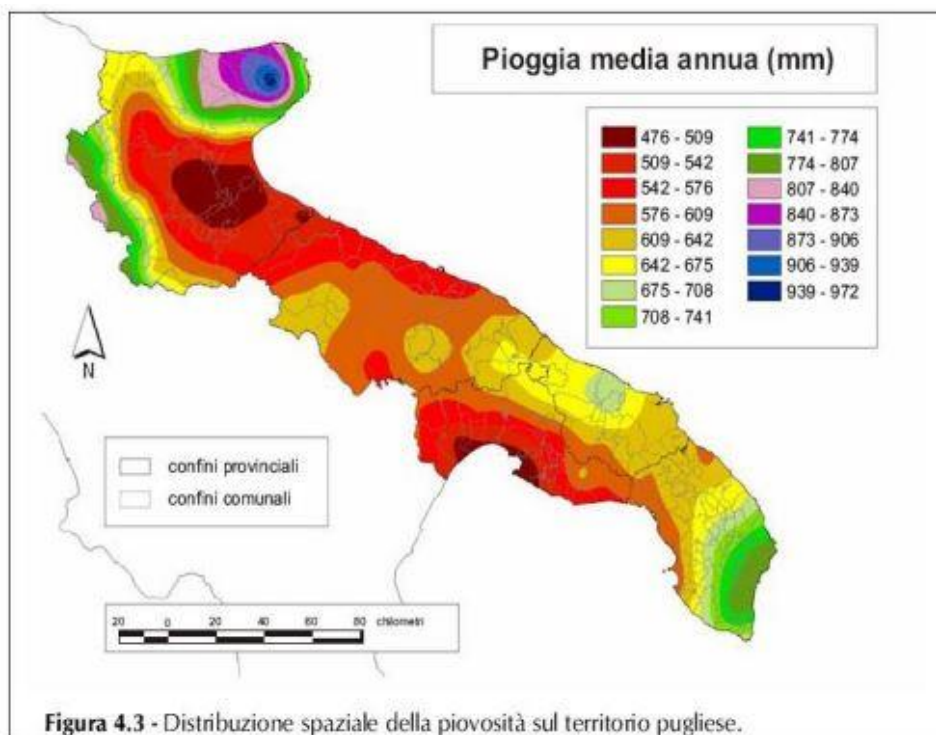 Pioggia media annua (mm)
476 - 509
509 - 542
542 - 576
576 - 609
609 - 642
642 - 675
675 - 708
708 - 741
741 - 774
774 - 807
807 - 840
840 - 873
873 - 906
906 - 939
939 - 972
N
confini provinciali
confini comunali
20 0 20 40 60 80 chilometri
Figura 4.3 - Distribuzione spaziale della piovosità sul territorio pugliese.